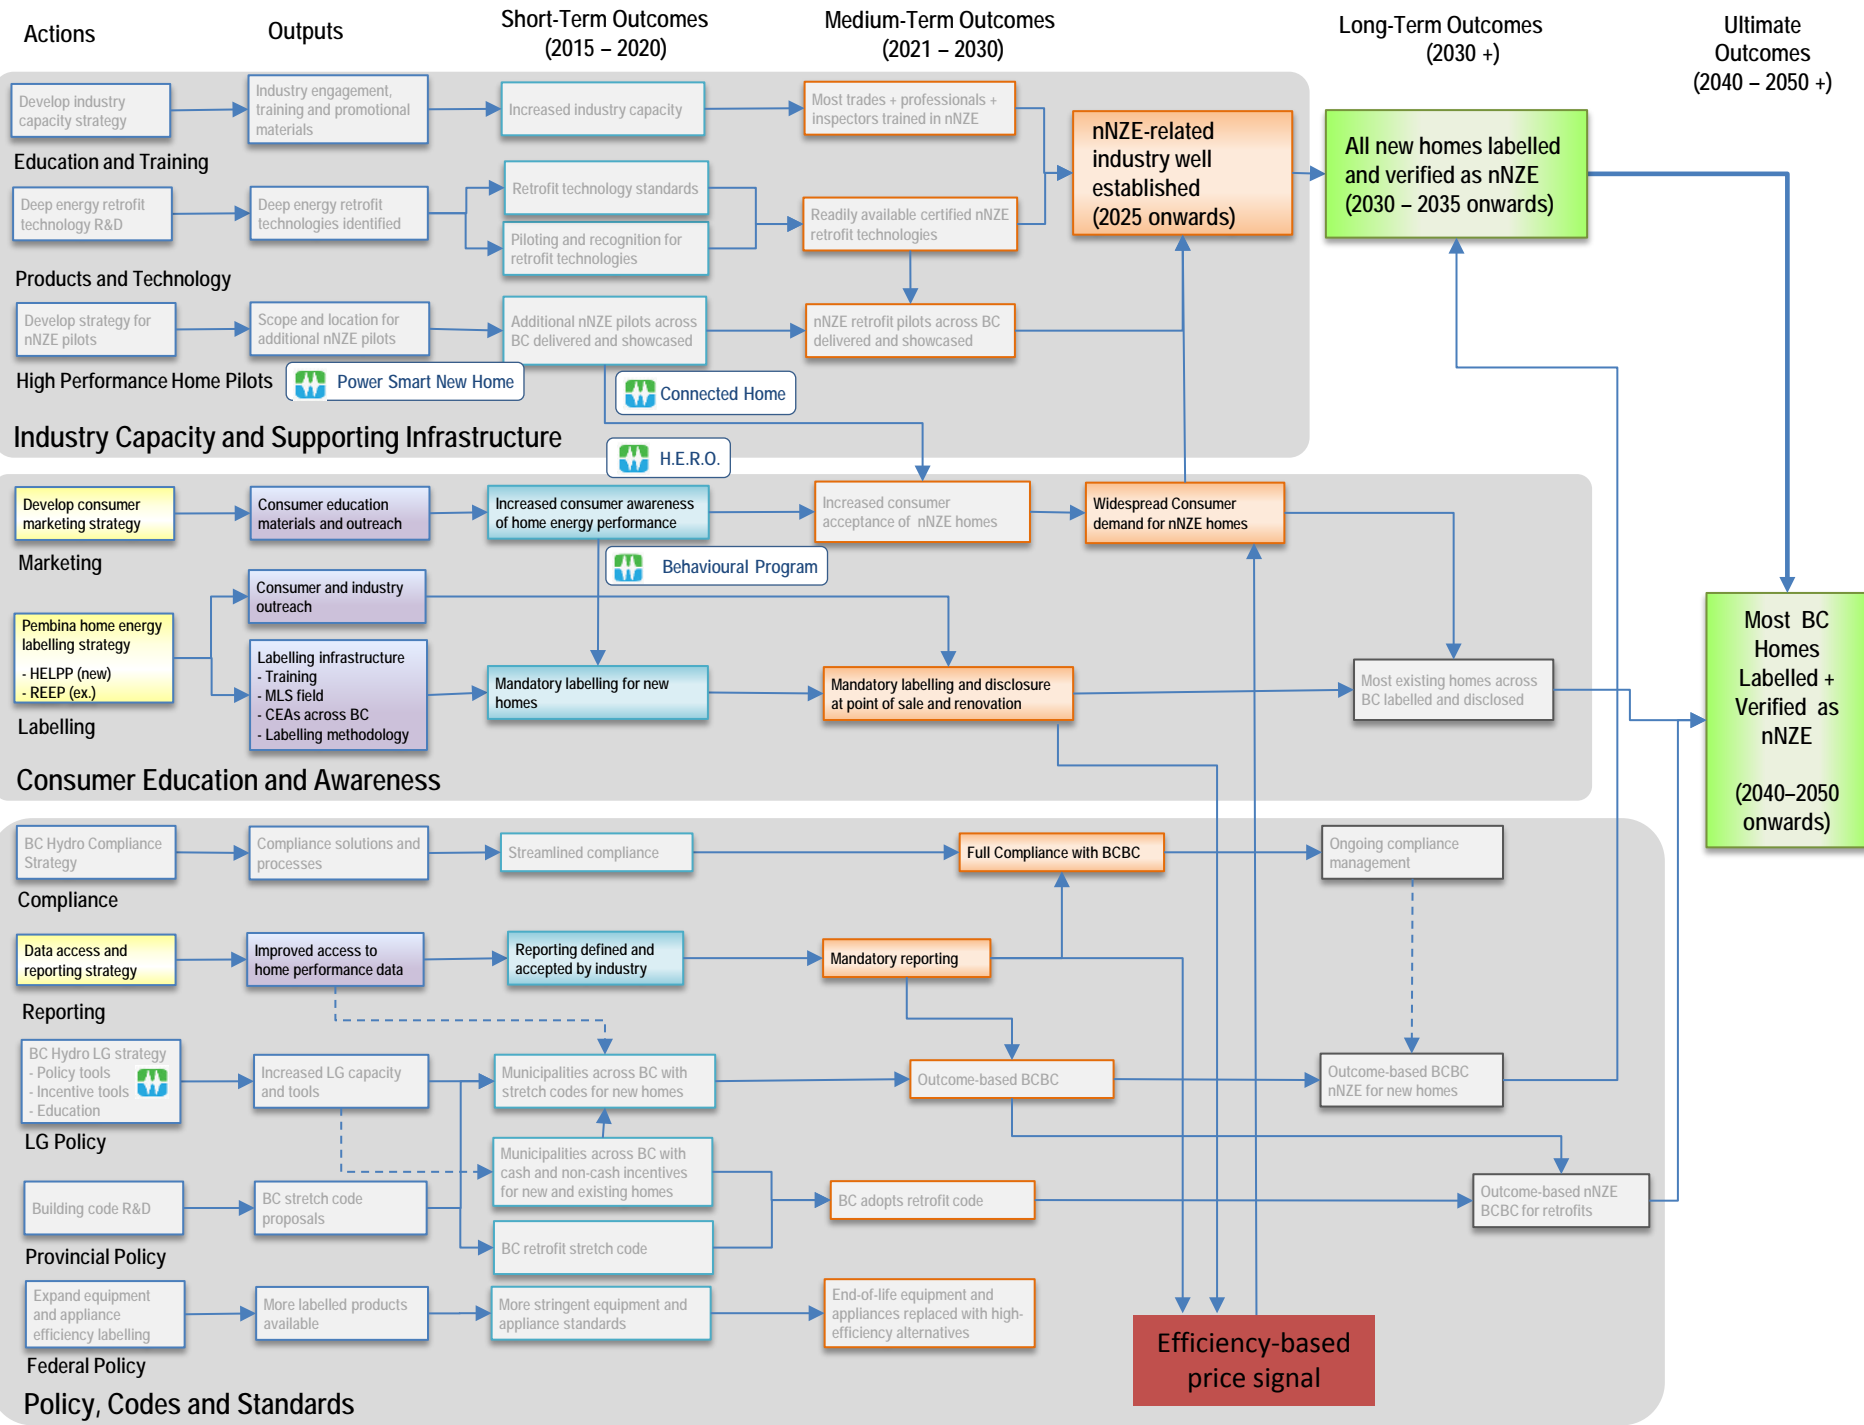 Actions
Outputs
Short-Term Outcomes
(2015 – 2020)
Medium-Term Outcomes
(2021 – 2030)
Long-Term Outcomes
(2030 +)
Ultimate
Outcomes
(2040 – 2050 +)
Develop industry
capacity strategy
Industry engagement,
training and promotional
materials
Increased industry capacity
Most trades + professionals +
inspectors trained in nNZE
nNZE-related
industry well
established
(2025 onwards)
All new homes labelled
and verified as nNZE
(2030 – 2035 onwards)
Education and Training
Deep energy retrofit
technology R&D
Deep energy retrofit
technologies identified
Retrofit technology standards
Piloting and recognition for
retrofit technologies
Readily available certified nNZE
retrofit technologies
Products and Technology
Develop strategy for
nNZE pilots
Scope and location for
additional nNZE pilots
Additional nNZE pilots across
BC delivered and showcased
nNZE retrofit pilots across BC
delivered and showcased
High Performance Home Pilots
Power Smart New Home
Connected Home
Industry Capacity and Supporting Infrastructure
H.E.R.O.
Develop consumer
marketing strategy
Consumer education
materials and outreach
Increased consumer awareness
of home energy performance
Increased consumer
acceptance of nNZE homes
Widespread Consumer
demand for nNZE homes
Marketing
Behavioural Program
Consumer and industry
outreach
Pembina home energy
labelling strategy
- HELPP (new)
- REEP (ex.)
Labelling infrastructure
- Training
- MLS field
- CEAs across BC
- Labelling methodology
Mandatory labelling for new
homes
Mandatory labelling and disclosure
at point of sale and renovation
Most existing homes across
BC labelled and disclosed
Most BC
Homes
Labelled +
Verified as
nNZE
(2040–2050
onwards)
Labelling
Consumer Education and Awareness
BC Hydro Compliance
Strategy
Compliance solutions and
processes
Streamlined compliance
Full Compliance with BCBC
Ongoing compliance
management
Compliance
Data access and
reporting strategy
Improved access to
home performance data
Reporting defined and
accepted by industry
Mandatory reporting
Reporting
BC Hydro LG strategy
- Policy tools
- Incentive tools
- Education
Increased LG capacity
and tools
Municipalities across BC with
stretch codes for new homes
Outcome-based BCBC
Outcome-based BCBC
nNZE for new homes
LG Policy
Municipalities across BC with
cash and non-cash incentives
for new and existing homes
Building code R&D
BC stretch code
proposals
BC adopts retrofit code
Outcome-based nNZE
BCBC for retrofits
BC retrofit stretch code
Provincial Policy
Expand equipment
and appliance
efficiency labelling
More labelled products
available
More stringent equipment and
appliance standards
End-of-life equipment and
appliances replaced with high-
efficiency alternatives
Efficiency-based
price signal
Federal Policy
Policy, Codes and Standards